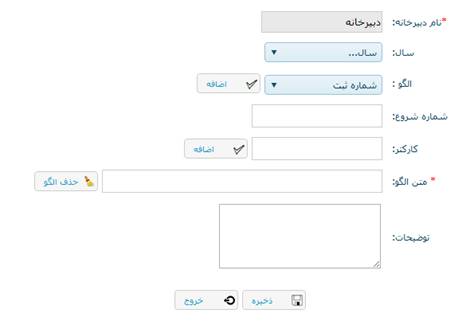 *نام دبیرخانه: دبیرخانه
سال: سال...
الگو : شماره ثبت اضافه
شماره شروع:
کارکتر: اضافه
* متن الگو: حذف الگو
توضیحات:
ذخیره خروج